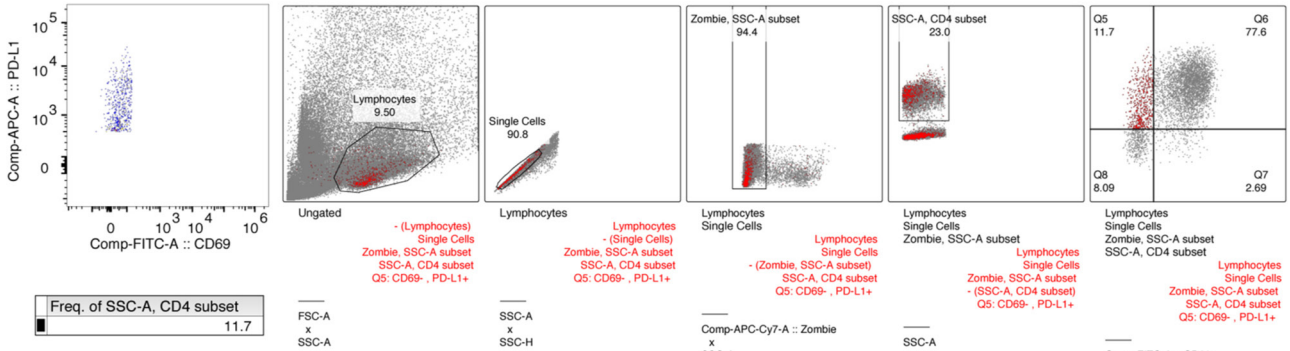 Comp-APC-A :: PD-L1
10 5
10 4
10 3
0
0
10 3
10 4
10 6
Comp-FITC-A :: CD69
Freq. of SSC-A, CD4 subset
11.7
Lymphocytes
9.50
Ungated
- (Lymphocytes)
Single Cells
Zombie, SSC-A subset
SSC-A, CD4 subset
Q5: CD69- , PD-L1+
FSC-A
x
SSC-A
Single Cells
90.8
Lymphocytes
Lymphocytes
- (Single Cells)
Zombie, SSC-A subset
SSC-A, CD4 subset
Q5: CD69- , PD-L1+
SSC-A
x
SSC-H
Zombie, SSC-A subset
94.4
Lymphocytes
Single Cells
Lymphocytes
Single Cells
- (Zombie, SSC-A subset)
SSC-A, CD4 subset
Q5: CD69- , PD-L1+
Comp-APC-Cy7-A :: Zombie
x
SSC-A, CD4 subset
23.0
Lymphocytes
Single Cells
Zombie, SSC-A subset
Lymphocytes
Single Cells
Zombie, SSC-A subset
- (SSC-A, CD4 subset)
Q5: CD69- , PD-L1+
SSC-A
Q5
11.7
Q6
77.6
Q8
8.09
Q7
2.69
Lymphocytes
Single Cells
Zombie, SSC-A subset
SSC-A, CD4 subset
Lymphocytes
Single Cells
Zombie, SSC-A subset
SSC-A, CD4 subset
Q5: CD69- , PD-L1+